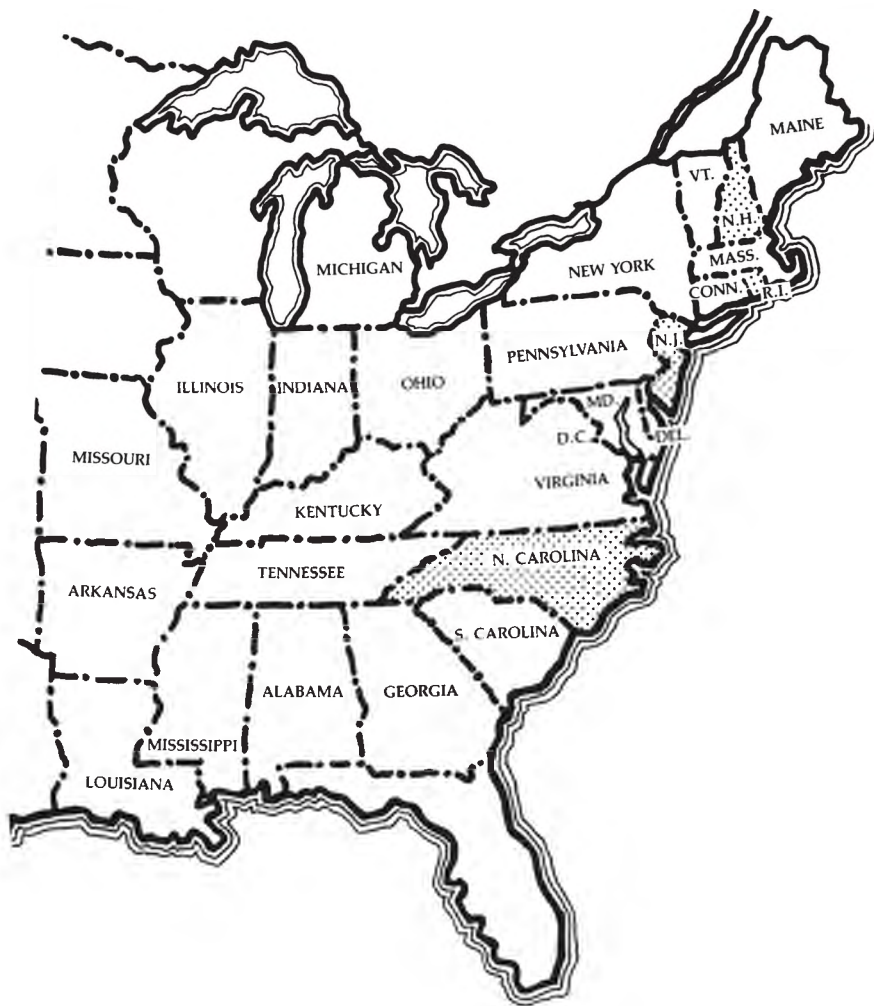 MAINE
VT.
N.H.
MASS.
CONN.
R.I.
NEW YORK
MICHIGAN
N.J.
PENNSYLVANIA
ILLINOIS
INDIANA
OHIO
MD.
D.C.
DEL.
MISSOURI
VIRGINIA
KENTUCKY
N. CAROLINA
TENNESSEE
ARKANSAS
S. CAROLINA
ALABAMA
GEORGIA
MISSISSIPPI
LOUISIANA